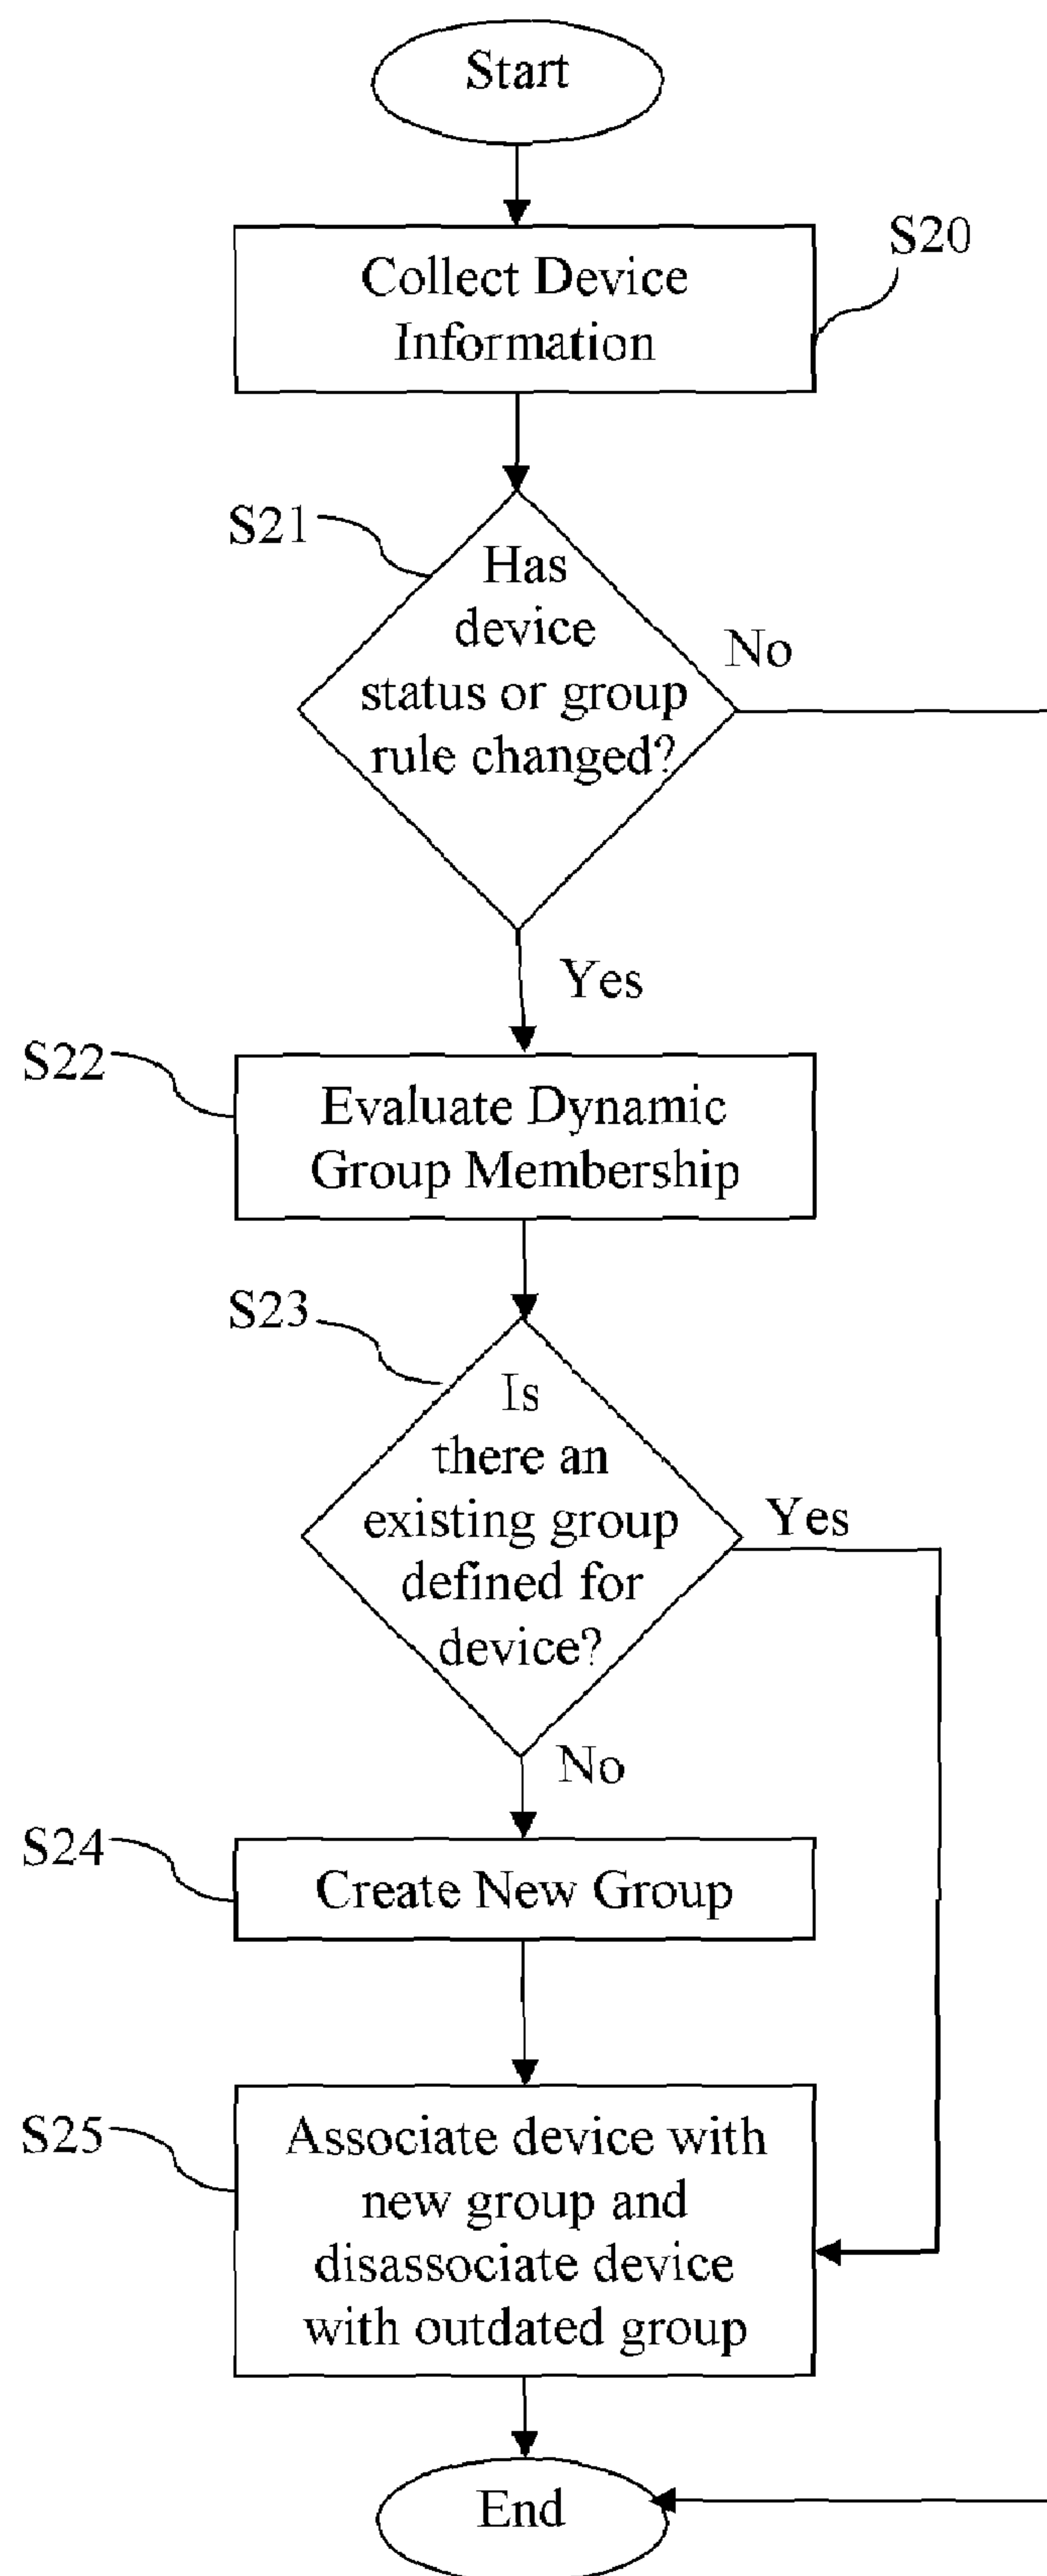 Start
S20
Collect Device
Information
S21
Has
device
status or group
rule changed?
No
Yes
S22
Evaluate Dynamic
Group Membership
S23
Is
there an
existing group
defined for
device?
Yes
No
S24
Create New Group
S25
Associate device with
new group and
disassociate device
with outdated group
End